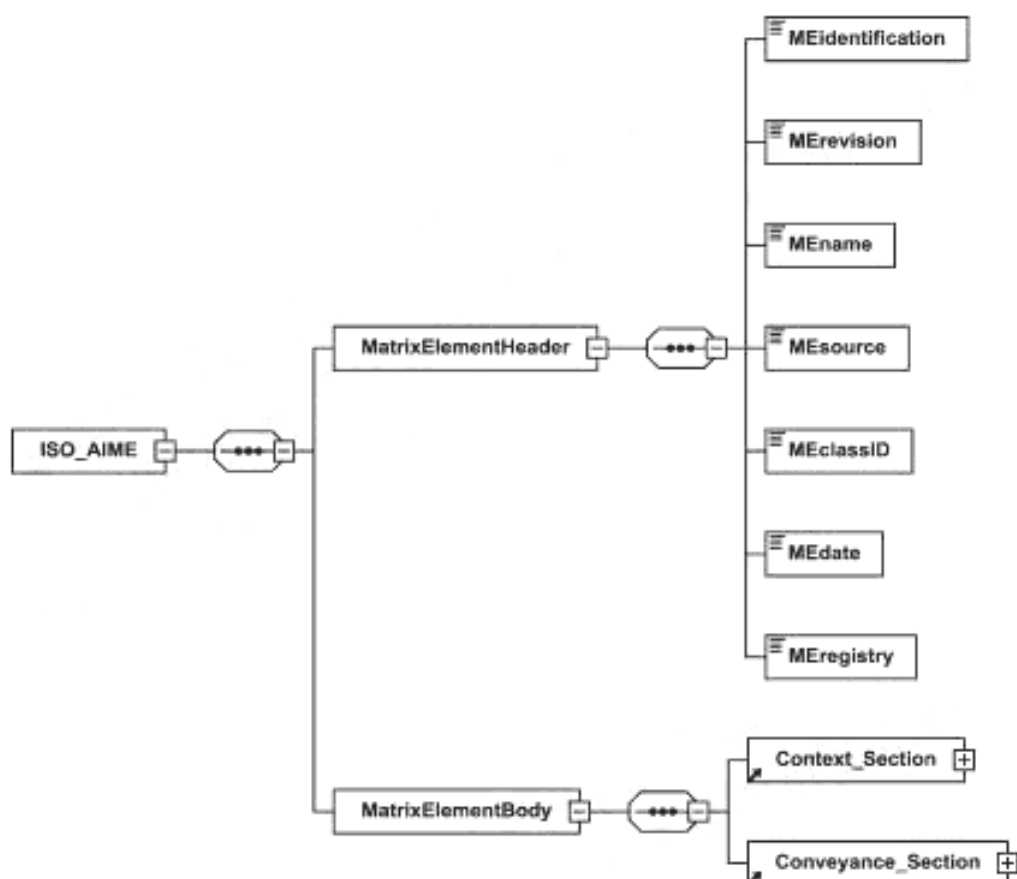 MEidentification
MErevision
MEname
MEsource
MEclassID
MEdate
MEregistry
MatrixElementHeader
ISO_AIME
MatrixElementBody
Context_Section
Conveyance_Section